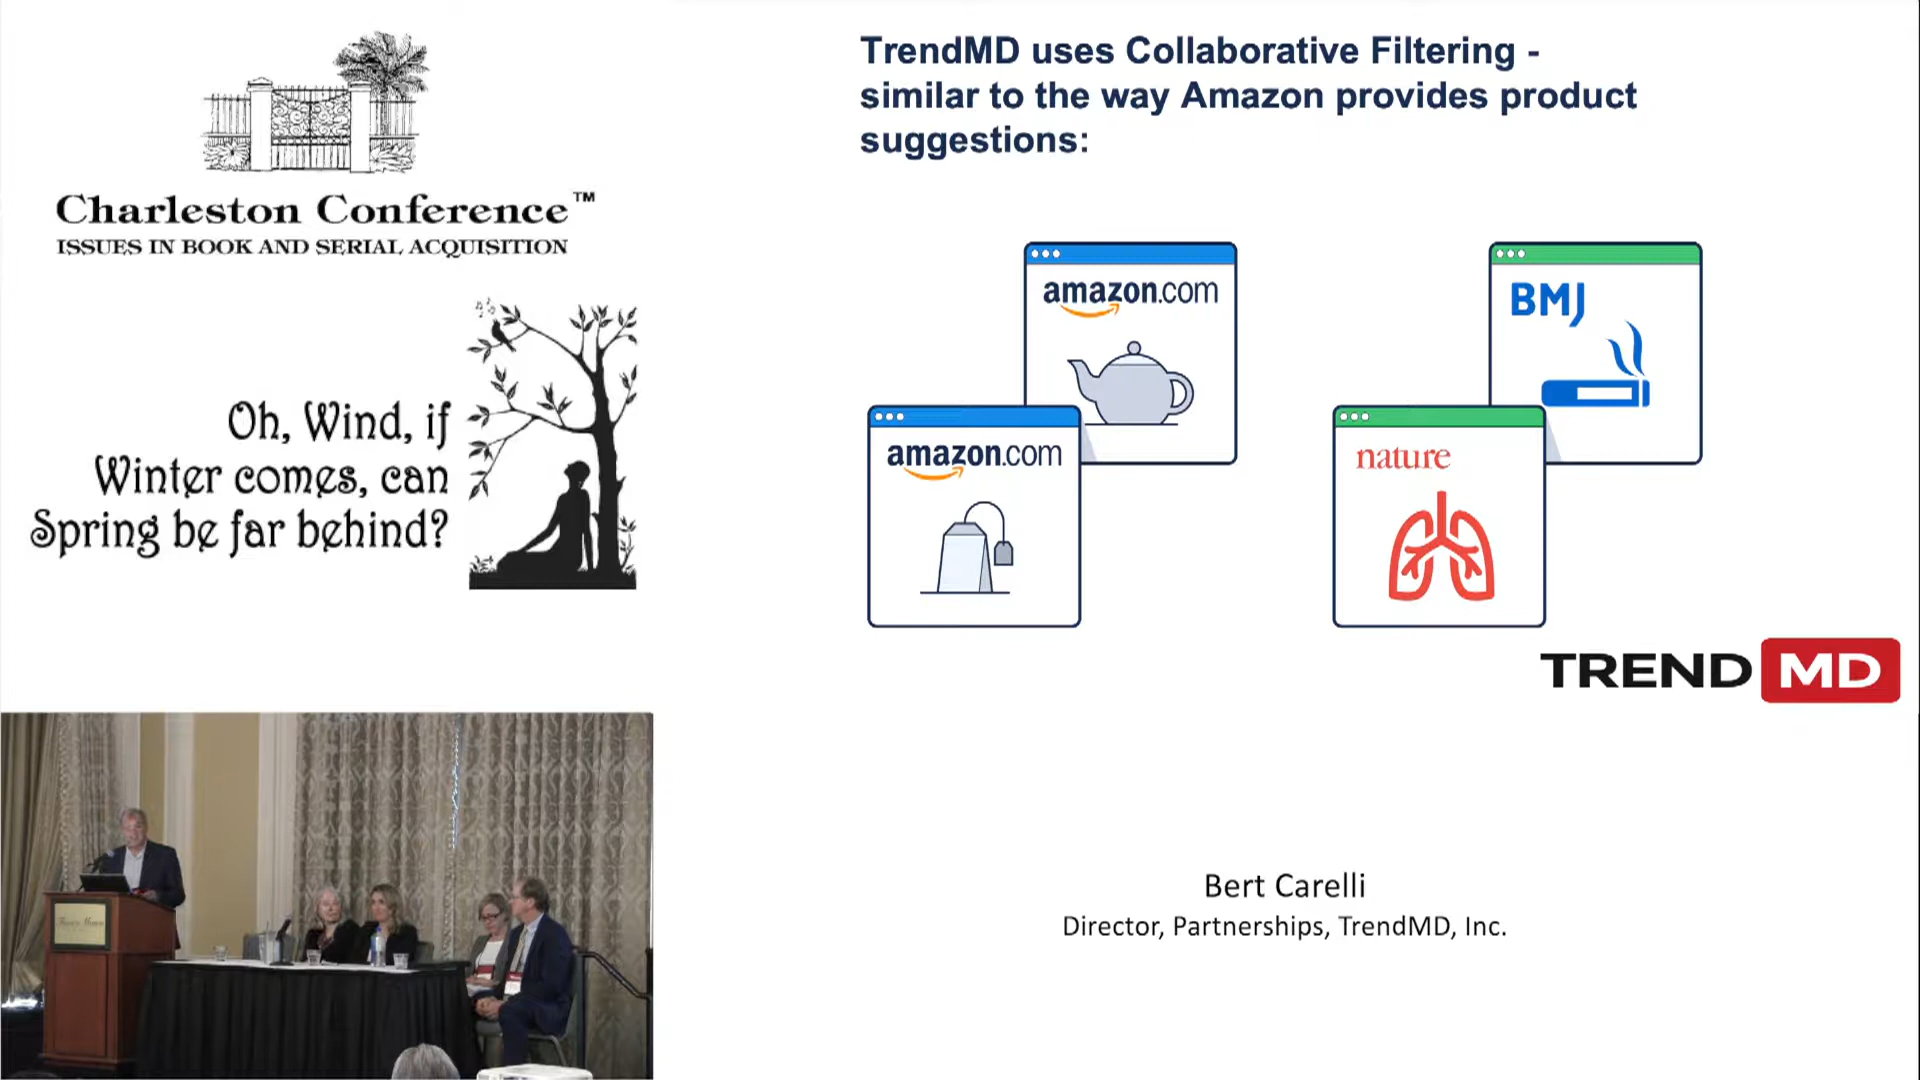 Charleston Conference™
ISSUES IN BOOK AND SERIAL ACQUISITION
Oh, Wind, if
Winter comes, can
Spring be far behind?
TrendMD uses Collaborative Filtering -
similar to the way Amazon provides product
suggestions:
amazon.com
amazon.com
BMJ
nature
TREND MD
Bert Carelli
Director, Partnerships, TrendMD, Inc.